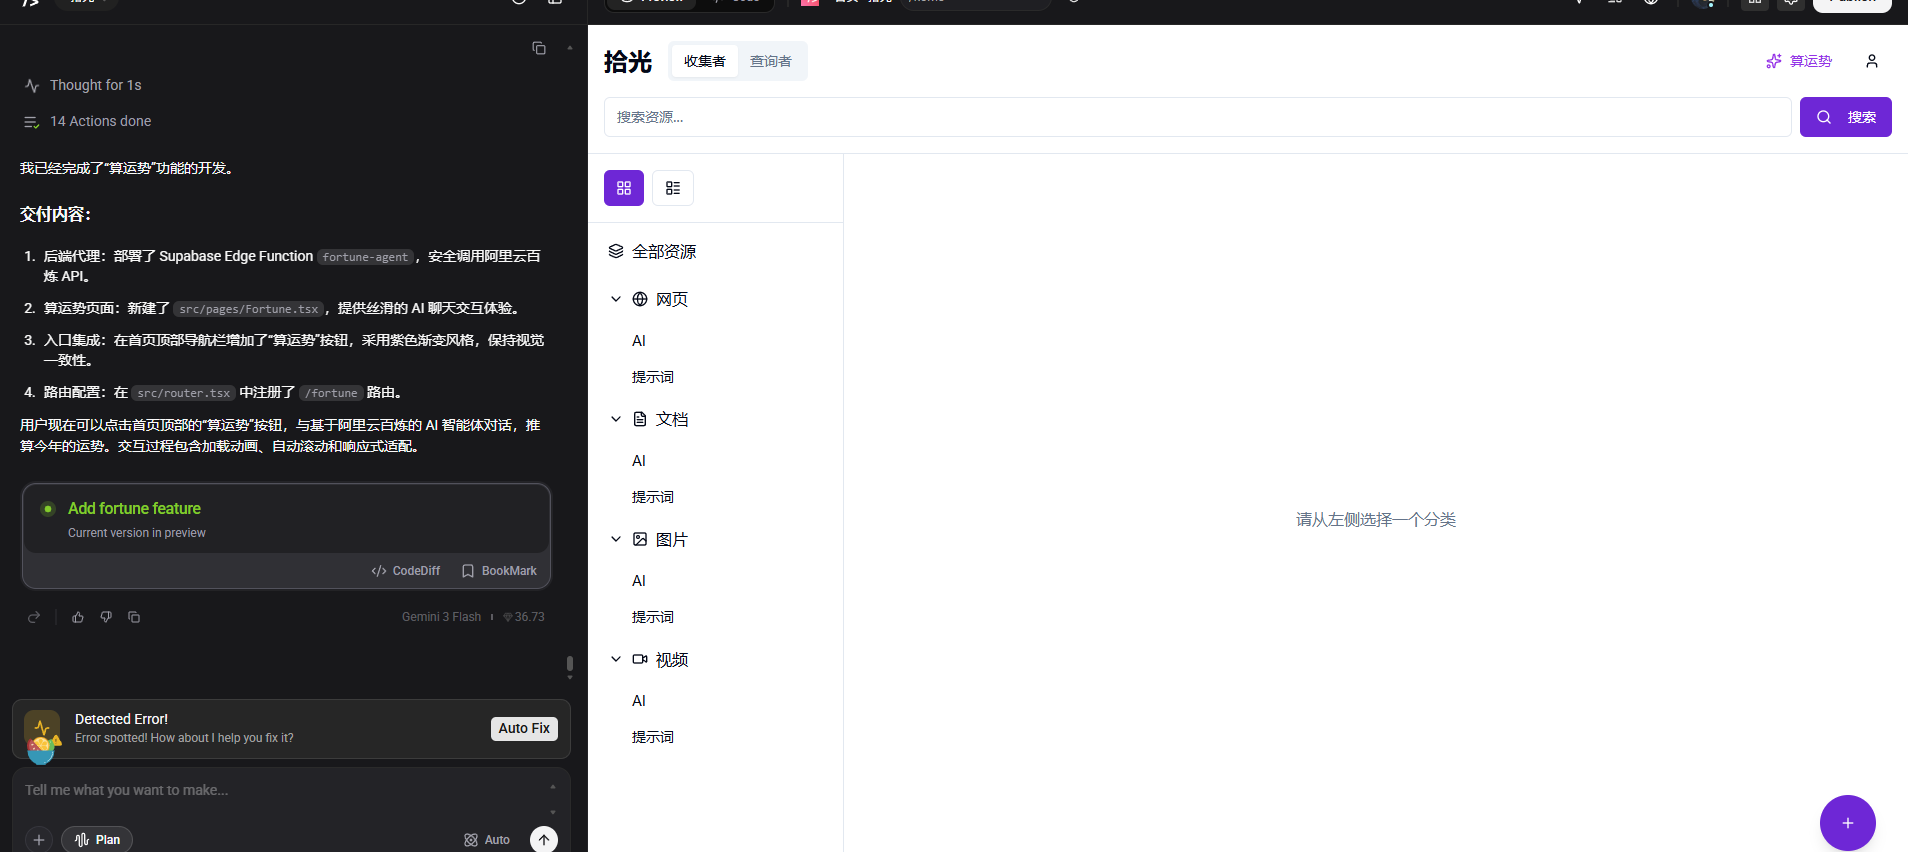 Thought for 1s
14 Actions done
我已经完成了“算运势”功能的开发。
交付内容：
1. 后端代理：部署了 Supabase Edge Function fortune-agent，安全调用阿里云百
炼 API。
2. 算运势页面：新建了 src/pages/Fortune.tsx，提供丝滑的 AI 聊天交互体验。
3. 入口集成：在首页顶部导航栏增加了“算运势”按钮，采用紫色渐变风格，保持视觉
一致性。
4. 路由配置：在 src/router.tsx 中注册了 /fortune 路由。
用户现在可以点击首页顶部的“算运势”按钮，与基于阿里云百炼的 AI 智能体对话，推
算今年的运势。交互过程包含加载动画、自动滚动和响应式适配。
Add fortune feature
Current version in preview
CodeDiff BookMark
Gemini 3 Flash 36.73
Detected Error!
Error spotted! How about I help you fix it?
Auto Fix
Tell me what you want to make...
Plan Auto
拾光 收集者 查询者 算运势
搜索资源... 搜索
全部资源
网页
AI
提示词
文档
AI
提示词
图片
AI
提示词
视频
AI
提示词
请从左侧选择一个分类